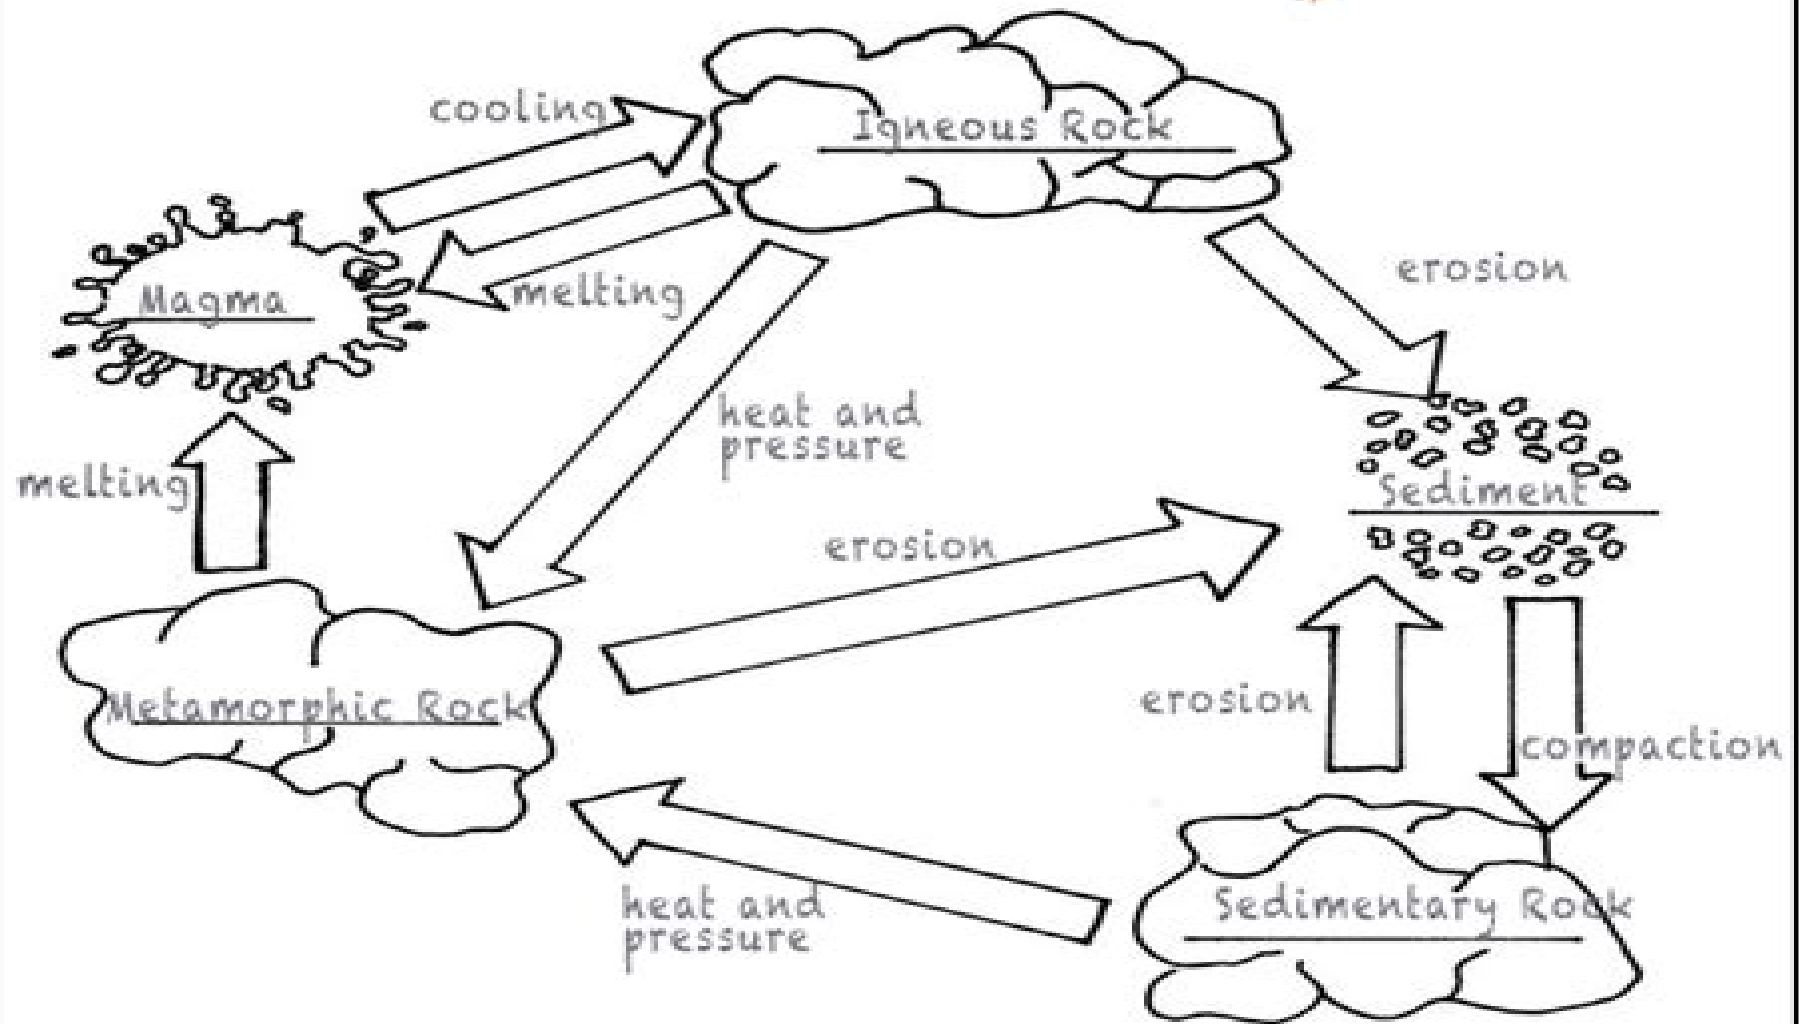 cooling
Igneous Rock
erosion
Magma
melting
heat and
pressure
melting
Sediment
erosion
Metamorphic Rock
erosion
compaction
heat and
pressure
Sedimentary Rock